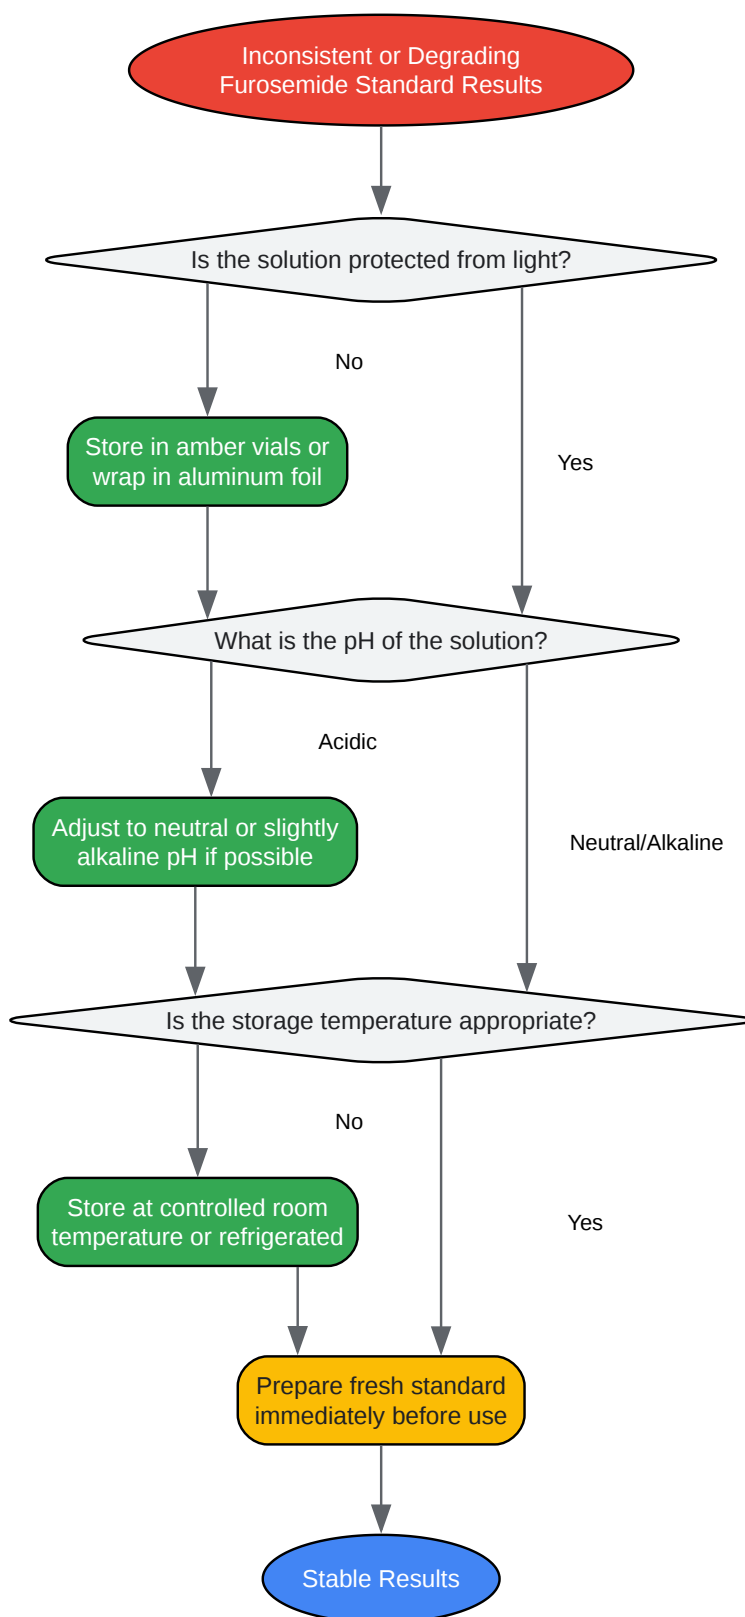 Inconsistent or Degrading
Furosemide Standard Results
Is the solution protected from light?
No
Store in amber vials or
wrap in aluminum foil
Yes
What is the pH of the solution?
Acidic
Adjust to neutral or slightly
alkaline pH if possible
Neutral/Alkaline
Is the storage temperature appropriate?
No
Store at controlled room
temperature or refrigerated
Yes
Prepare fresh standard
immediately before use
Stable Results